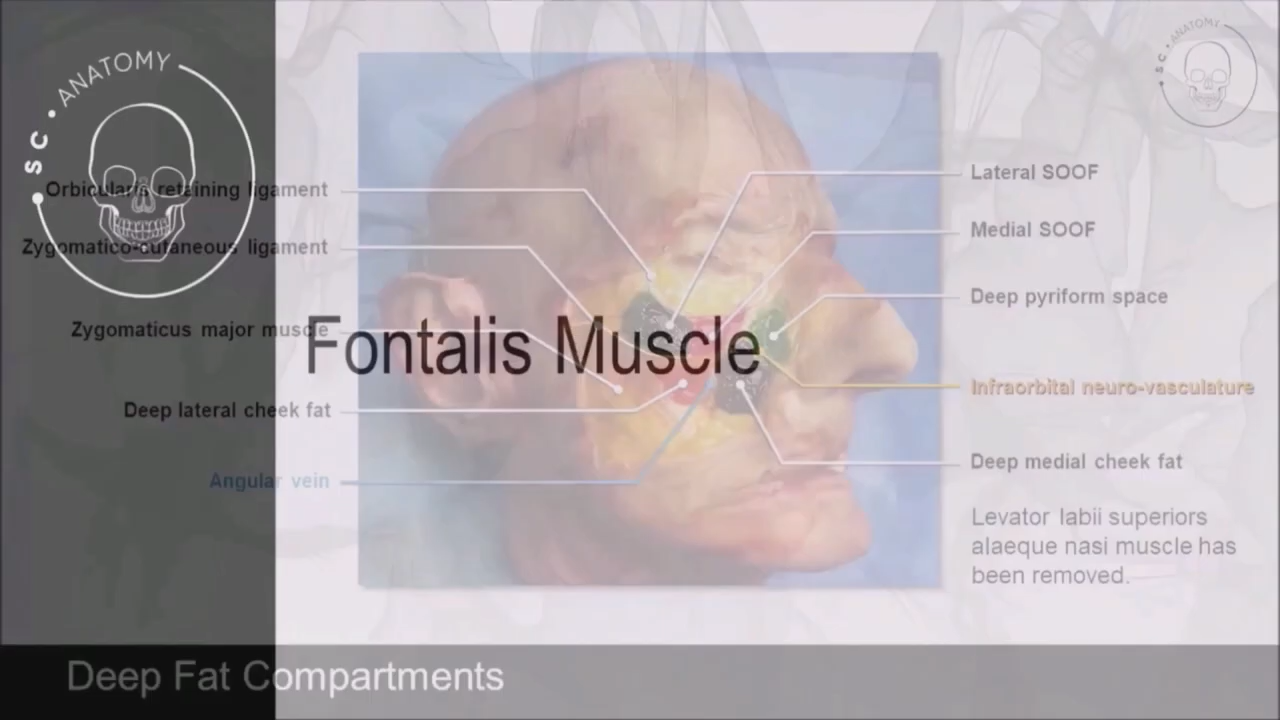 SC • ANATOMY
SC • ANATOMY
Orbicularis retaining ligament
Zygomatico-cutaneous ligament
Zygomaticus major muscle
Deep lateral cheek fat
Angular vein
Fontalis Muscle
Lateral SOOF
Medial SOOF
Deep pyriform space
Infraorbital neuro-vasculature
Deep medial cheek fat
Levator labii superiors
alaeque nasi muscle has
been removed.
Deep Fat Compartments